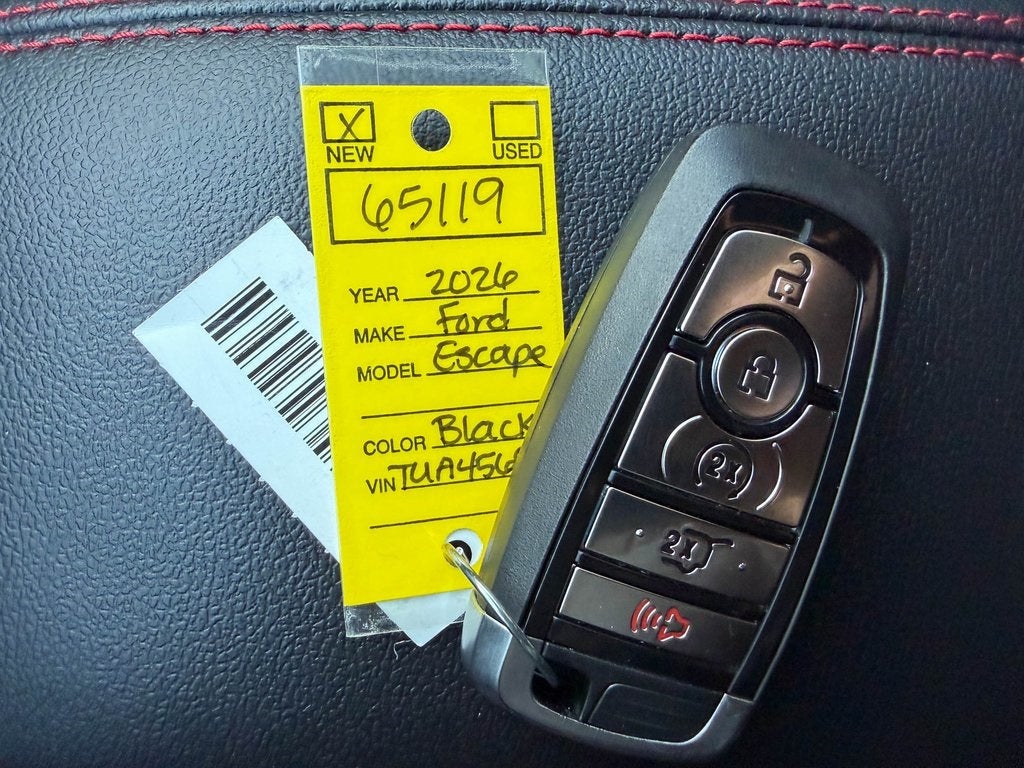 X
NEW USED
65119
YEAR 2026
MAKE Ford
MODEL Escape
COLOR Black
VIN TUA456
2x
2X